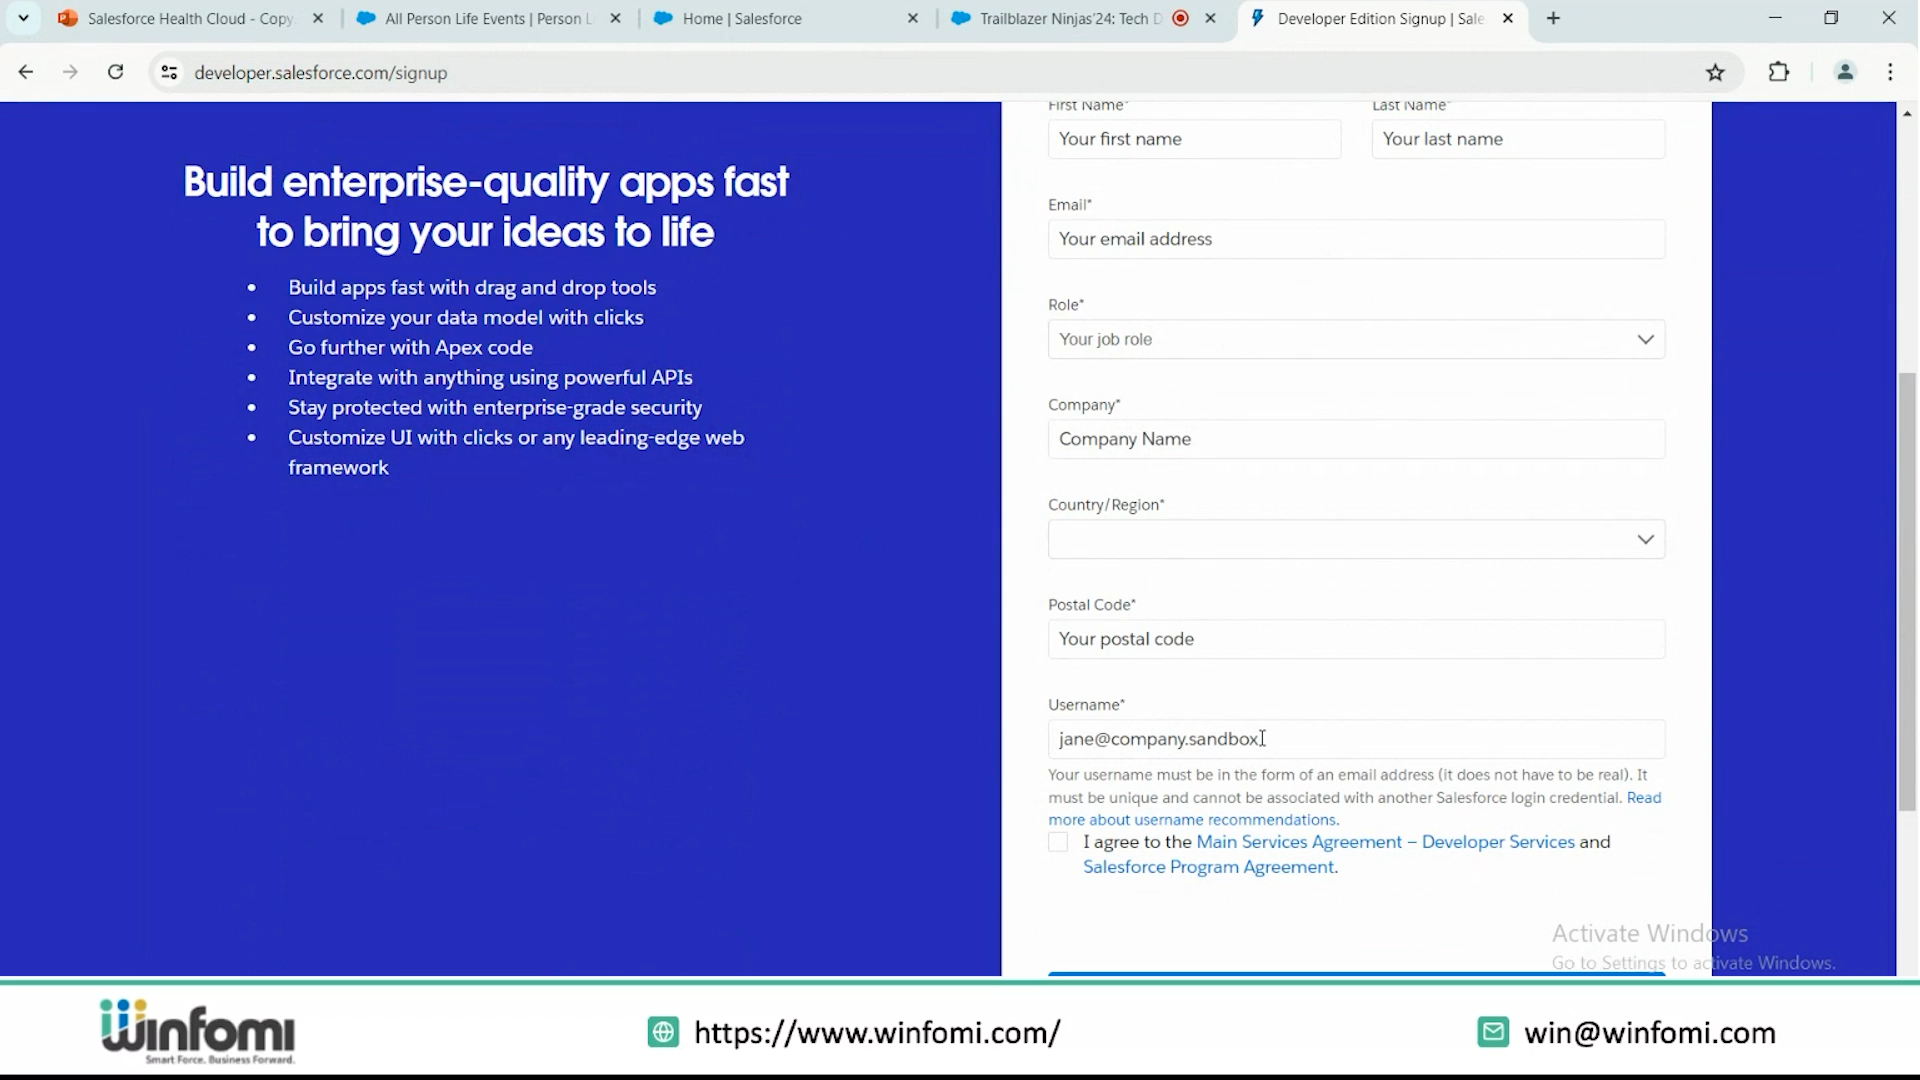 Salesforce Health Cloud - Copy
All Person Life Events | Person L
Home | Salesforce
Trailblazer Ninjas'24: Tech D
Developer Edition Signup | Sale
developer.salesforce.com/signup
Build enterprise-quality apps fast
to bring your ideas to life
• Build apps fast with drag and drop tools
• Customize your data model with clicks
• Go further with Apex code
• Integrate with anything using powerful APIs
• Stay protected with enterprise-grade security
• Customize UI with clicks or any leading-edge web
framework
First Name* Last Name*
Your first name Your last name
Email*
Your email address
Role*
Your job role
Company*
Company Name
Country/Region*
Postal Code*
Your postal code
Username*
jane@company.sandbox
Your username must be in the form of an email address (it does not have to be real). It
must be unique and cannot be associated with another Salesforce login credential. Read
more about username recommendations.
I agree to the Main Services Agreement – Developer Services and
Salesforce Program Agreement.
Activate Windows
Go to Settings to activate Windows.
Winfomi
Smart Force. Business Forward.
https://www.winfomi.com/
win@winfomi.com